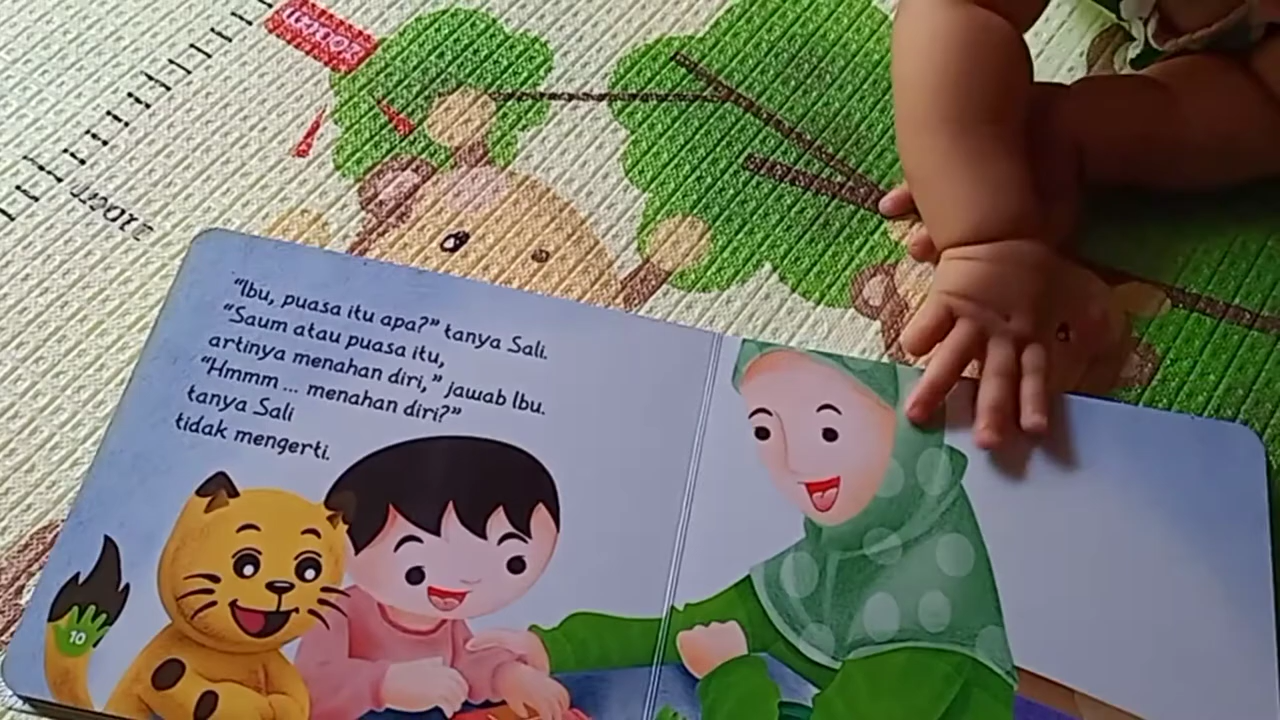 "Ibu, puasa itu apa?" tanya Sali.
"Saum atau puasa itu,
artinya menahan diri," jawab Ibu.
"Hmmm ... menahan diri?"
tanya Sali
tidak mengerti.
10